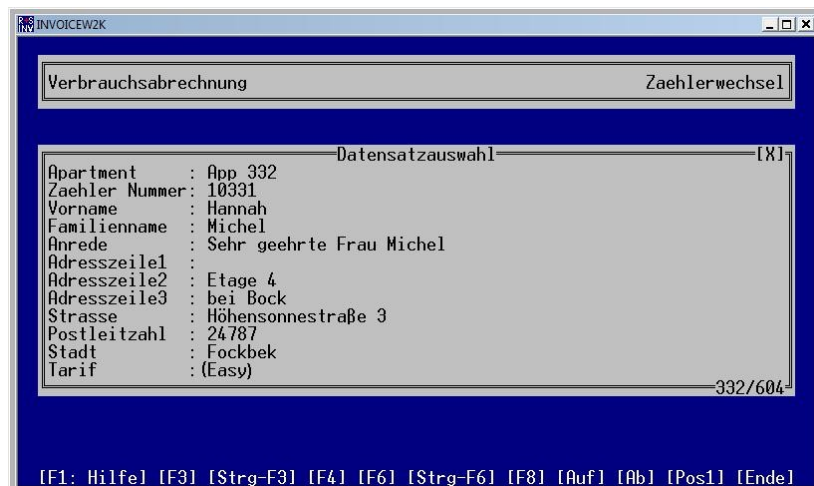 RHS INV INVOICEW2K
Verbrauchsabrechnung Zaehlerwechsel
Datensatzauswahl [X]
Apartment : App 332
Zaehler Nummer: 10331
Vorname : Hannah
Familienname : Michel
Anrede : Sehr geehrte Frau Michel
Adresszeile1 :
Adresszeile2 : Etage 4
Adresszeile3 : bei Bock
Strasse : Höhensonnestraße 3
Postleitzahl : 24787
Stadt : Fockbek
Tarif :(Easy)
332/604
[F1: Hilfe] [F3] [Strg-F3] [F4] [F6] [Strg-F6] [F8] [Auf] [Ab] [Pos1] [Ende]